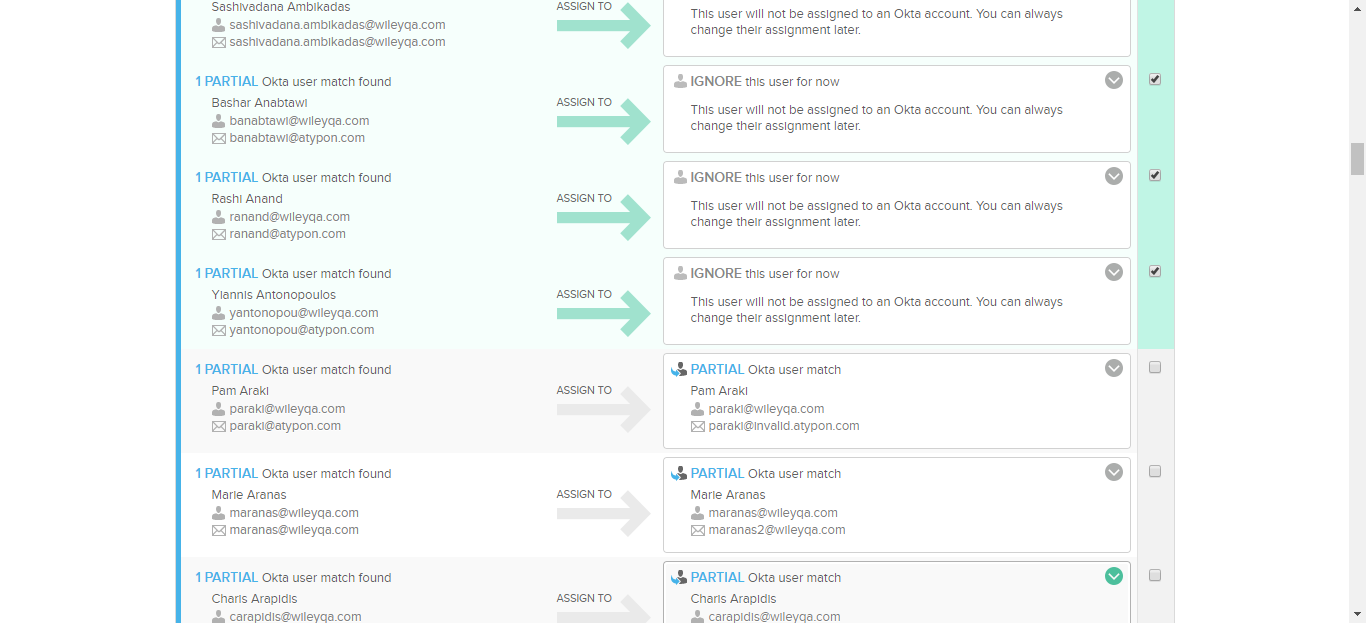 Sashivadana Ambikadas
sashivadana.ambikadas@wileyqa.com
sashivadana.ambikadas@wileyqa.com
ASSIGN TO
This user will not be assigned to an Okta account. You can always
change their assignment later.
1 PARTIAL Okta user match found
Bashar Anabtawi
banabtawi@wileyqa.com
banabtawi@atypon.com
ASSIGN TO
IGNORE this user for now
This user will not be assigned to an Okta account. You can always
change their assignment later.
1 PARTIAL Okta user match found
Rashi Anand
ranand@wileyqa.com
ranand@atypon.com
ASSIGN TO
IGNORE this user for now
This user will not be assigned to an Okta account. You can always
change their assignment later.
1 PARTIAL Okta user match found
Yiannis Antonopoulos
yantonopou@wileyqa.com
yantonopou@atypon.com
ASSIGN TO
IGNORE this user for now
This user will not be assigned to an Okta account. You can always
change their assignment later.
1 PARTIAL Okta user match found
Pam Araki
paraki@wileyqa.com
paraki@atypon.com
ASSIGN TO
PARTIAL Okta user match
Pam Araki
paraki@wileyqa.com
paraki@invalid.atypon.com
1 PARTIAL Okta user match found
Marie Aranas
maranas@wileyqa.com
maranas@wileyqa.com
ASSIGN TO
PARTIAL Okta user match
Marie Aranas
maranas@wileyqa.com
maranas2@wileyqa.com
1 PARTIAL Okta user match found
Charis Arapidis
carapidis@wileyqa.com
ASSIGN TO
PARTIAL Okta user match
Charis Arapidis
carapidis@wileyqa.com